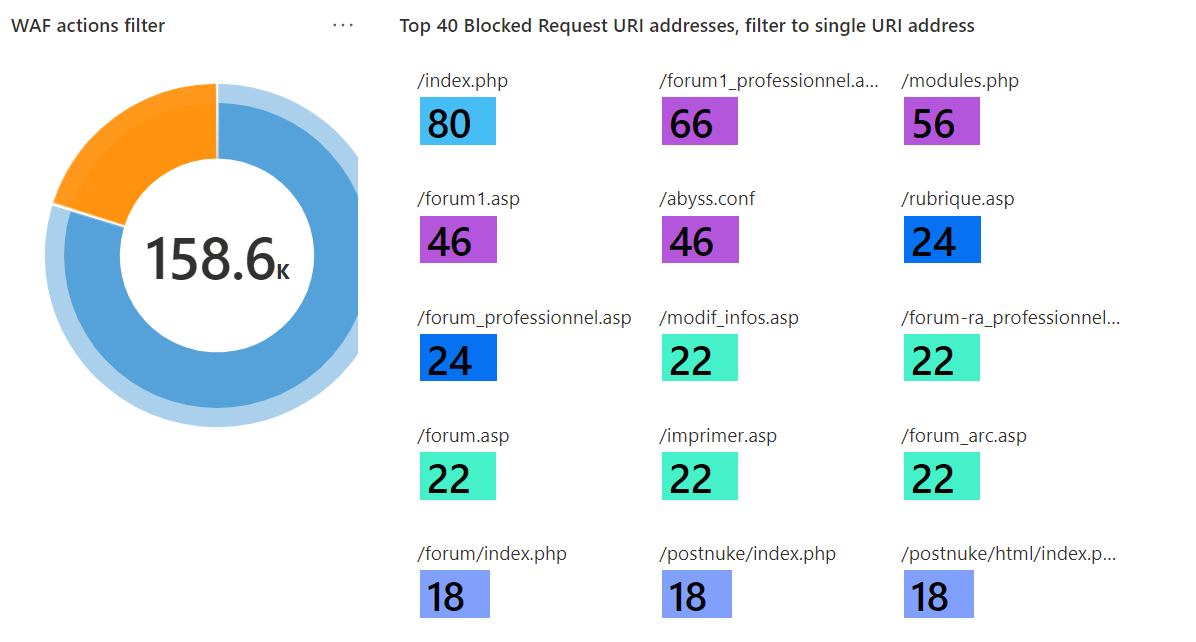 WAF actions filter
...
158.6K
Top 40 Blocked Request URI addresses, filter to single URI address
/index.php
80
/forum1_professionnel.a...
66
/modules.php
56
/forum1.asp
46
/abyss.conf
46
/rubrique.asp
24
/forum_professionnel.asp
24
/modif_infos.asp
22
/forum-ra_professionnel...
22
/forum.asp
22
/imprimer.asp
22
/forum_arc.asp
22
/forum/index.php
18
/postnuke/index.php
18
/postnuke/html/index.p...
18